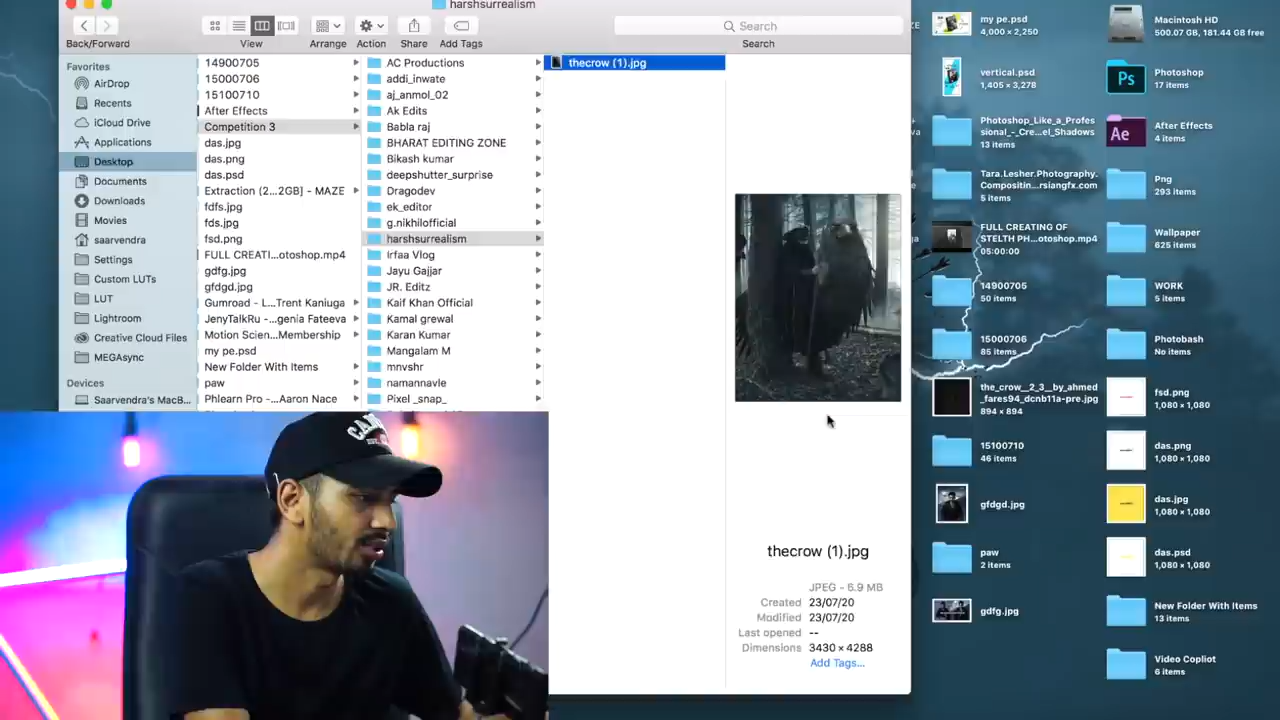 harshsurrealism
Search
Back/Forward
View
Arrange
Action
Share
Add Tags
Search
Favorites
AirDrop
Recents
iCloud Drive
Applications
Desktop
Documents
Downloads
Movies
saarvendra
Settings
Custom LUTs
LUT
Lightroom
Creative Cloud Files
MEGAsync
Devices
Saarvendra's MacB...
14900705
15000706
15100710
After Effects
Competition 3
das.jpg
das.png
das.psd
Extraction (2...2GB) - MAZE
fdfs.jpg
fds.jpg
fsd.png
FULL CREATI...otoshop.mp4
gdfg.jpg
gfdgd.jpg
Gumroad - L...Trent Kaniuga
JenyTalkRu -...genia Fateeva
Motion Scien...Membership
my pe.psd
New Folder With Items
paw
Phlearn Pro -...Aaron Nace
AC Productions
addi_inwate
aj_anmol_02
Ak Edits
Babla raj
BHARAT EDITING ZONE
Bikash kumar
deepshutter_surprise
Dragodev
ek_editor
g.nikhilofficial
harshsurrealism
Irfaa Vlog
Jayu Gajjar
JR. Editz
Kaif Khan Official
Kamal grewal
Karan Kumar
Mangalam M
mnvshr
namannavle
Pixel _snap_
thecrow (1).jpg
thecrow (1).jpg
JPEG - 6.9 MB
Created 23/07/20
Modified 23/07/20
Last opened --
Dimensions 3430 × 4288
Add Tags...
my pe.psd
4,000 × 2,250
vertical.psd
1,405 × 3,278
Photoshop_Like_a_Profes
sional_-_Cre...el_Shadows
13 items
Tara.Lesher.Photography.
Compositin...rsiangfx.com
5 items
FULL CREATING OF
STELTH PH...otoshop.mp4
05:00:00
14900705
50 items
15000706
85 items
the_crow__2_3__by_ahmed
_fares94_dcnb11a-pre.jpg
894 × 894
15100710
46 items
gfdgd.jpg
paw
2 items
gdfg.jpg
Macintosh HD
500.07 GB, 181.44 GB free
Ps
Photoshop
17 items
Ae
After Effects
4 items
Png
293 items
Wallpaper
625 items
WORK
5 items
Photobash
No items
fsd.png
1,080 × 1,080
das.png
1,080 × 1,080
das.jpg
1,080 × 1,080
das.psd
1,080 × 1,080
New Folder With Items
13 items
Video Copliot
6 items